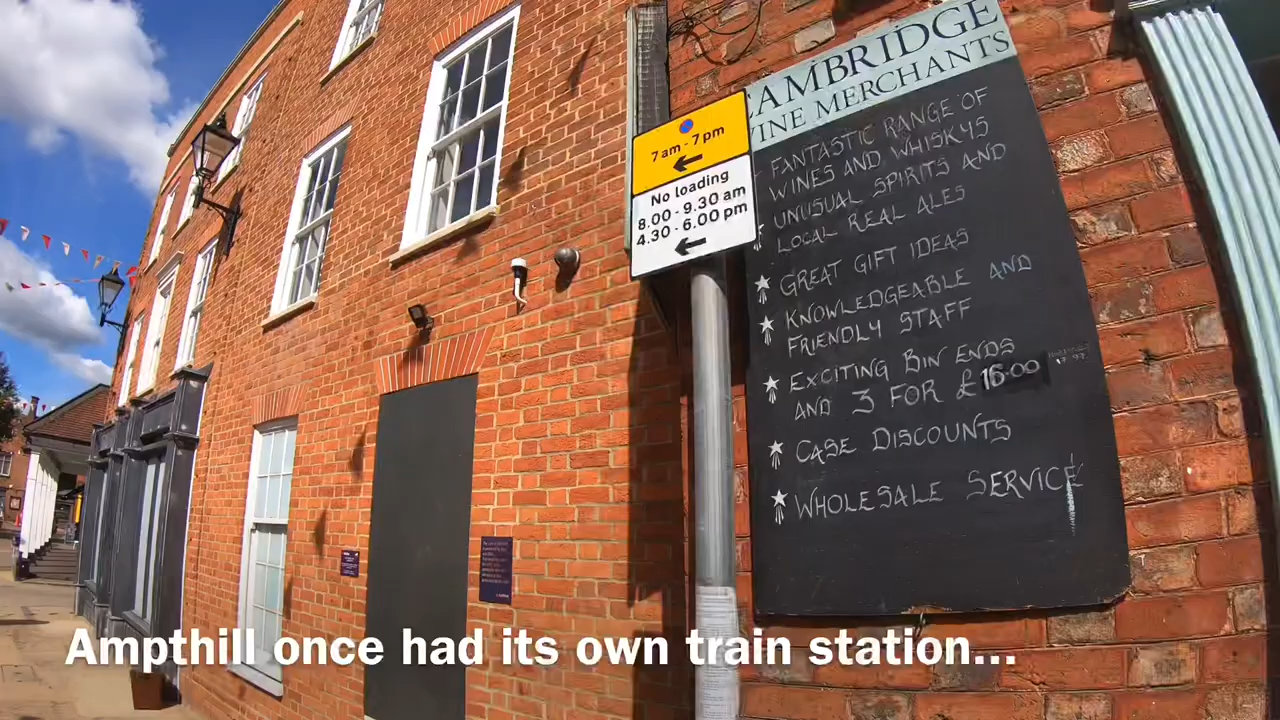 AMBRIDGE
INE MERCHANTS
FANTASTIC RANGE OF
WINES AND WHISKYS
UNUSUAL SPIRITS AND
LOCAL REAL ALES
GREAT GIFT IDEAS
KNOWLEDGEABLE AND
FRIENDLY STAFF
EXCITING BIN ENDS
AND 3 FOR £16.00
CASE DISCOUNTS
WHOLESALE SERVICE
7am - 7pm
No loading
8.00 - 9.30 am
4.30 - 6.00 pm
Ampthill once had its own train station...